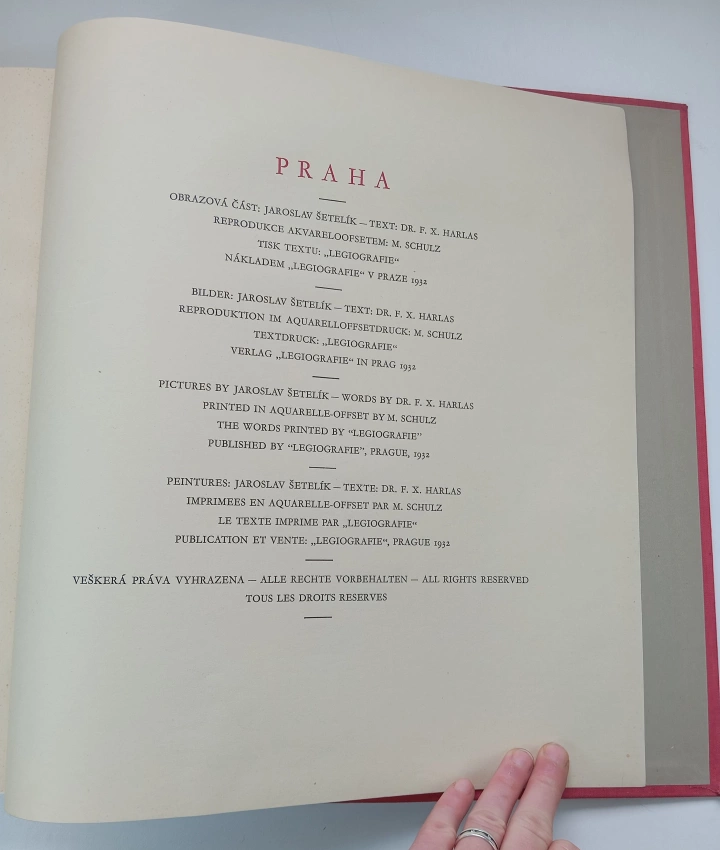 PRAHA
OBRAZOVÁ ČÁST: JAROSLAV ŠETELÍK — TEXT: DR. F. X. HARLAS
REPRODUKCE AKVARELOOFSETEM: M. SCHULZ
TISK TEXTU: „LEGIOGRAFIE“
NÁKLADEM „LEGIOGRAFIE“ V PRAZE 1932
BILDER: JAROSLAV ŠETELÍK — TEXT: DR. F. X. HARLAS
REPRODUKTION IM AQUARELLOFFSETDRUCK: M. SCHULZ
TEXTDRUCK: „LEGIOGRAFIE“
VERLAG „LEGIOGRAFIE“ IN PRAG 1932
PICTURES BY JAROSLAV ŠETELÍK — WORDS BY DR. F. X. HARLAS
PRINTED IN AQUARELLE-OFFSET BY M. SCHULZ
THE WORDS PRINTED BY “LEGIOGRAFIE”
PUBLISHED BY “LEGIOGRAFIE”, PRAGUE, 1932
PEINTURES: JAROSLAV ŠETELÍK — TEXTE: DR. F. X. HARLAS
IMPRIMEES EN AQUARELLE-OFFSET PAR M. SCHULZ
LE TEXTE IMPRIME PAR „LEGIOGRAFIE“
PUBLICATION ET VENTE: „LEGIOGRAFIE“, PRAGUE 1932
VEŠKERÁ PRÁVA VYHRAZENA — ALLE RECHTE VORBEHALTEN — ALL RIGHTS RESERVED
TOUS LES DROITS RESERVES